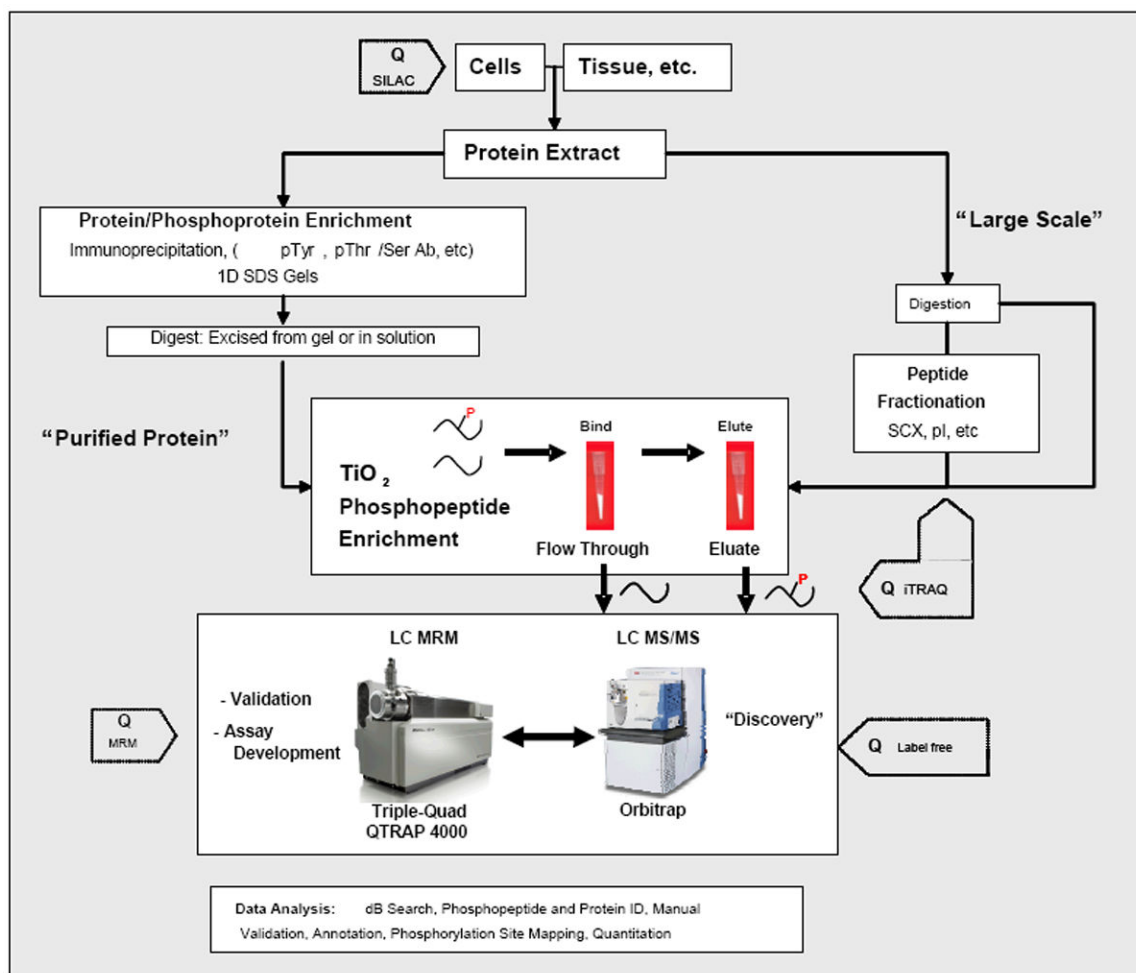 Q
SILAC
Cells
Tissue, etc.
Protein Extract
Protein/Phosphoprotein Enrichment
Immunoprecipitation, ( pTyr , pThr /Ser Ab, etc)
1D SDS Gels
"Large Scale"
Digestion
Digest: Excised from gel or in solution
Peptide
Fractionation
SCX, pI, etc
"Purified Protein"
P
Bind
Elute
TiO 2
Phosphopeptide
Enrichment
Flow Through
Eluate
P
Q iTRAQ
LC MRM
LC MS/MS
- Validation
- Assay
Development
"Discovery"
Q
MRM
Q Label free
Triple-Quad
QTRAP 4000
Orbitrap
Data Analysis: dB Search, Phosphopeptide and Protein ID, Manual
Validation, Annotation, Phosphorylation Site Mapping, Quantitation